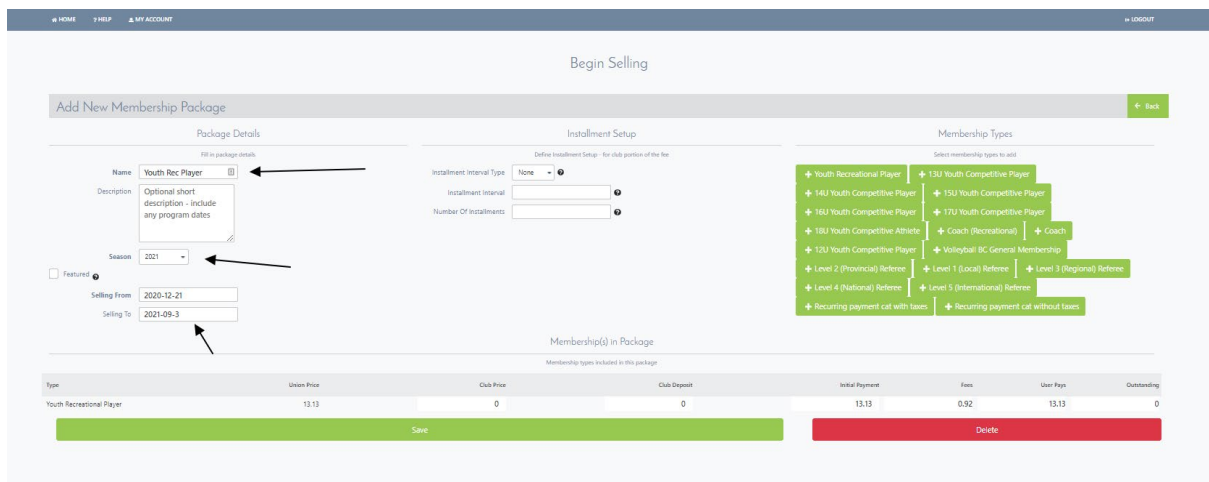 HOME ? HELP MY ACCOUNT LOGOUT
Begin Selling
Add New Membership Package
← Back
Package Details
Fill in package details
Name Youth Rec Player
Description Optional short
description - include
any program dates
Season 2021
Featured
Selling From 2020-12-21
Selling To 2021-09-3
Installment Setup
Define Installment Setup - for club portion of the fee
Installment Interval Type None
Installment Interval
Number Of Installments
Membership Types
Select membership types to add
+ Youth Recreational Player + 13U Youth Competitive Player
+ 14U Youth Competitive Player + 15U Youth Competitive Player
+ 16U Youth Competitive Player + 17U Youth Competitive Player
+ 18U Youth Competitive Athlete + Coach (Recreational) + Coach
+ 12U Youth Competitive Player + Volleyball BC General Membership
+ Level 2 (Provincial) Referee + Level 1 (Local) Referee + Level 3 (Regional) Referee
+ Level 4 (National) Referee + Level 5 (International) Referee
+ Recurring payment cat with taxes + Recurring payment cat without taxes
Membership(s) in Package
Membership types included in this package
Type Union Price Club Price Club Deposit Initial Payment Fees User Pays Outstanding
Youth Recreational Player 13.13 0 0 13.13 0.92 13.13 0
Save Delete